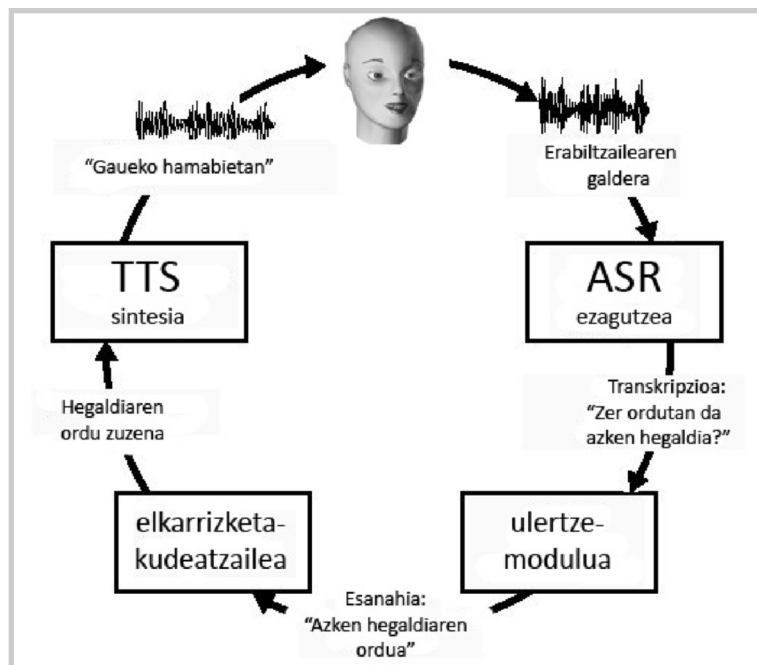 “Gaueko hamabietan”
Erabiltzailearen
galdera
TTS
sintesia
ASR
ezagutzea
Hegaldiaren
ordu zuzena
Transkripzioa:
“Zer ordutan da
azken hegaldia?”
elkarrizketa-
kudeatzailea
ulertze-
modulua
Esanahia:
“Azken hegaldiaren
ordua”